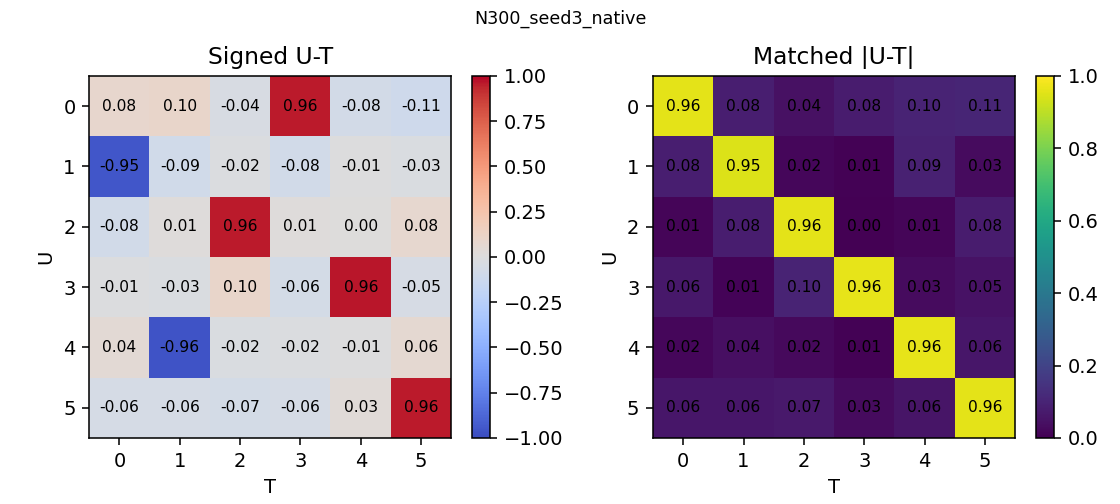 N300_seed3_native
Signed U-T
0 0.08 0.10 -0.04 0.96 -0.08 -0.11
1 -0.95 -0.09 -0.02 -0.08 -0.01 -0.03
2 -0.08 0.01 0.96 0.01 0.00 0.08
3 -0.01 -0.03 0.10 -0.06 0.96 -0.05
4 0.04 -0.96 -0.02 -0.02 -0.01 0.06
5 -0.06 -0.06 -0.07 -0.06 0.03 0.96
0 1 2 3 4 5
T
U
1.00
0.75
0.50
0.25
0.00
−0.25
−0.50
−0.75
−1.00
Matched |U-T|
0 0.96 0.08 0.04 0.08 0.10 0.11
1 0.08 0.95 0.02 0.01 0.09 0.03
2 0.01 0.08 0.96 0.00 0.01 0.08
3 0.06 0.01 0.10 0.96 0.03 0.05
4 0.02 0.04 0.02 0.01 0.96 0.06
5 0.06 0.06 0.07 0.03 0.06 0.96
0 1 2 3 4 5
T
U
1.0
0.8
0.6
0.4
0.2
0.0